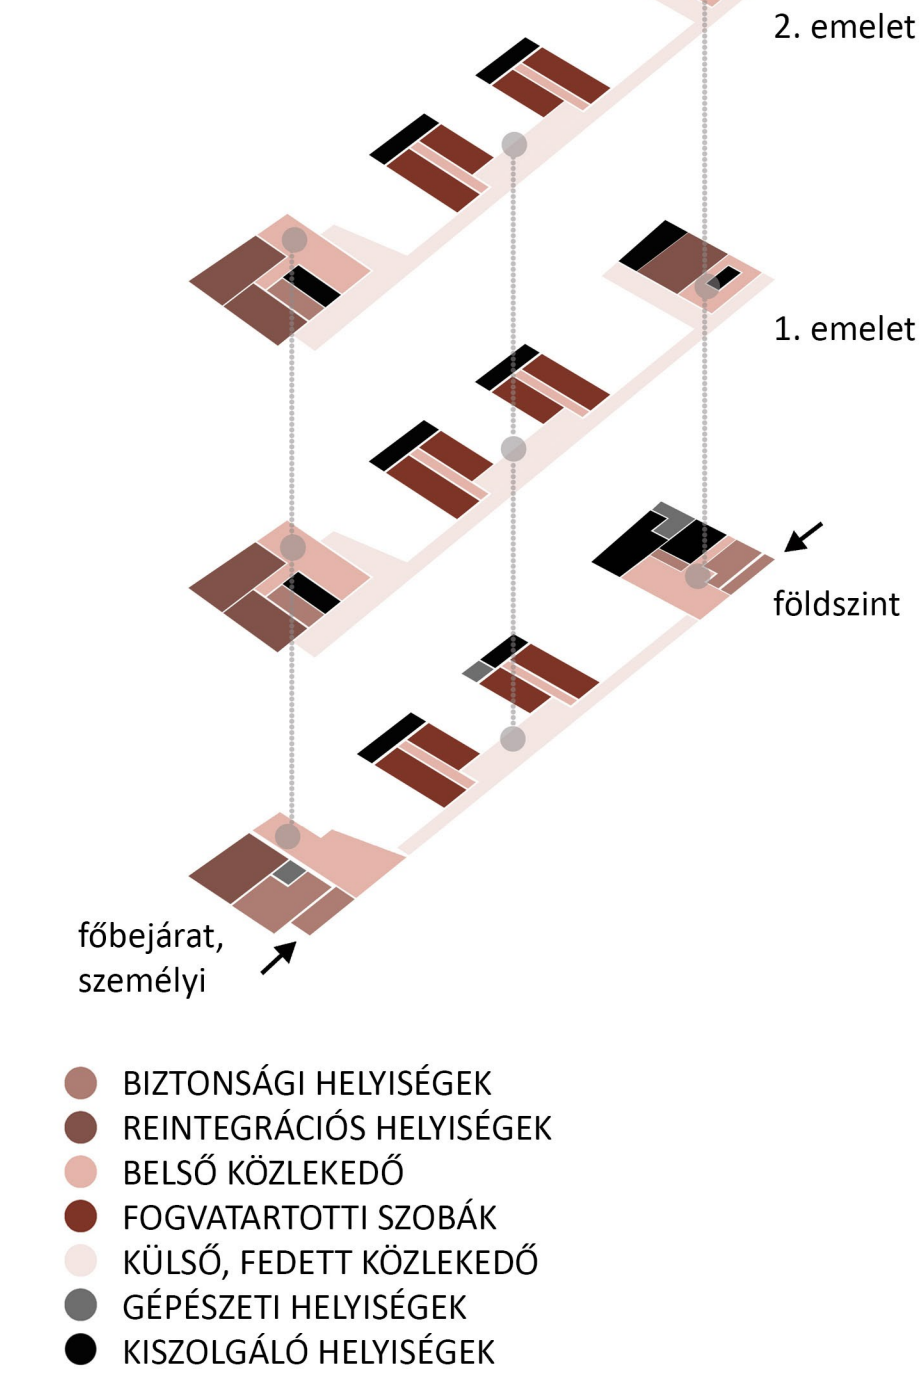 2. emelet
1. emelet
földszint
főbejárat,
személyi
BIZTONSÁGI HELYISÉGEK
REINTEGRÁCIÓS HELYISÉGEK
BELSŐ KÖZLEKEDŐ
FOGVATARTOTTI SZOBÁK
KÜLSŐ, FEDETT KÖZLEKEDŐ
GÉPÉSZETI HELYISÉGEK
KISZOLGÁLÓ HELYISÉGEK